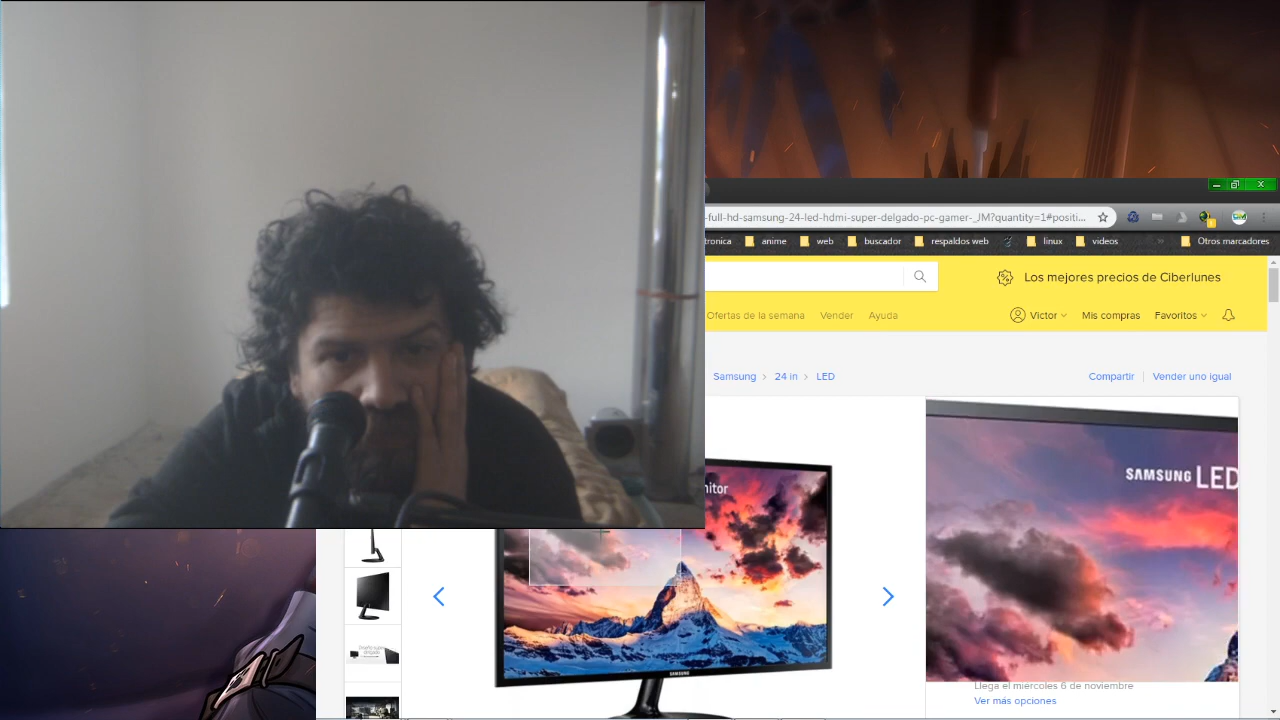 -full-hd-samsung-24-led-hdmi-super-delgado-pc-gamer-_JM?quantity=1#positi...
tronica anime web buscador respaldos web linux videos Otros marcadores
Los mejores precios de Ciberlunes
Ofertas de la semana Vender Ayuda Victor Mis compras Favoritos
Samsung 24 in LED Compartir Vender uno igual
SAMSUNG LED
nitor
SAMSUNG
Llega el miércoles 6 de noviembre
Ver más opciones